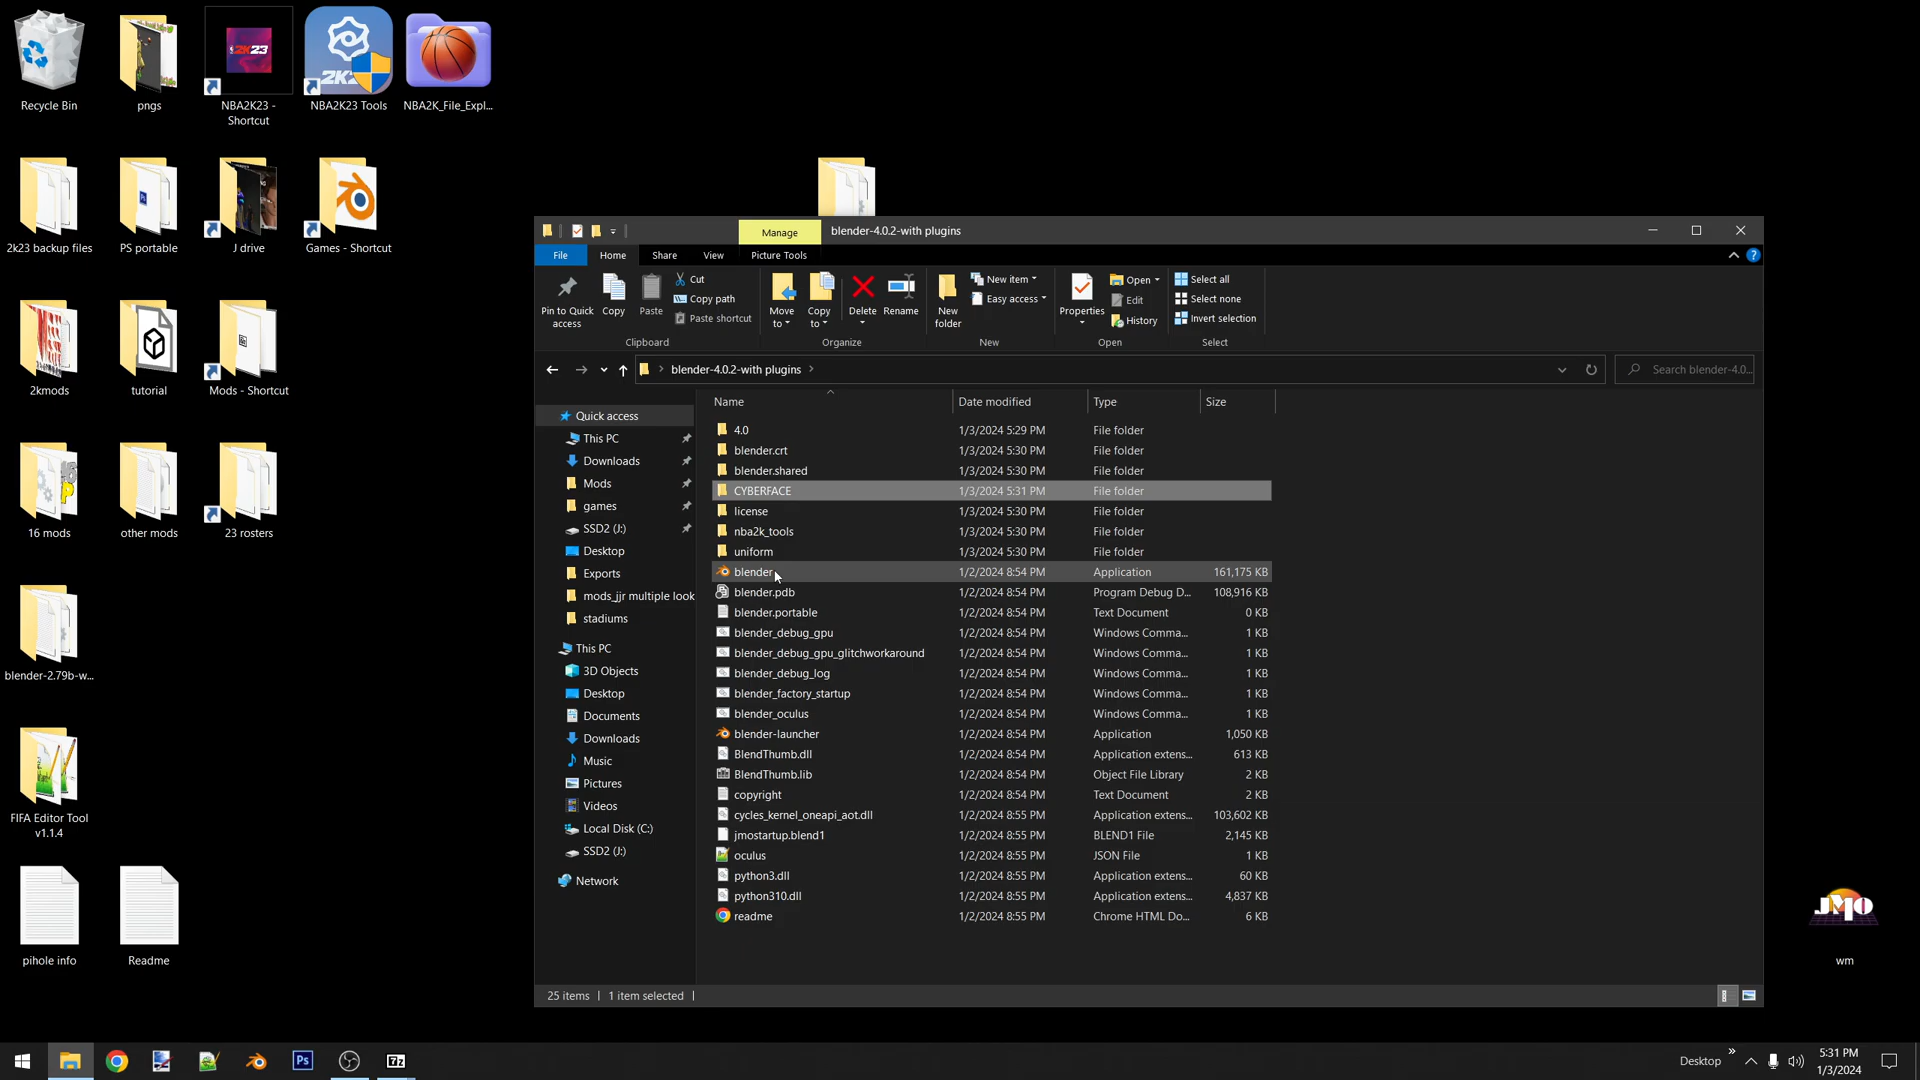 Recycle Bin
pngs
NBA2K23 -
Shortcut
NBA2K23 Tools
NBA2K_File_Expl...
2k23 backup files
PS portable
J drive
Games - Shortcut
2kmods
tutorial
Mods - Shortcut
16 mods
other mods
23 rosters
blender-2.79b-w...
FIFA Editor Tool
v1.1.4
pihole info
Readme
JMO
wm
Manage
blender-4.0.2-with plugins
File
Home
Share
View
Picture Tools
Pin to Quick
access
Copy
Paste
Cut
Copy path
Paste shortcut
Clipboard
Move
to
Copy
to
Delete
Rename
Organize
New
folder
New item
Easy access
New
Properties
Open
Edit
History
Open
Select all
Select none
Invert selection
Select
blender-4.0.2-with plugins
Search blender-4.0...
Quick access
This PC
Downloads
Mods
games
SSD2 (J:)
Desktop
Exports
mods_jjr multiple look
stadiums
This PC
3D Objects
Desktop
Documents
Downloads
Music
Pictures
Videos
Local Disk (C:)
SSD2 (J:)
Network
Name Date modified Type Size
4.0 1/3/2024 5:29 PM File folder
blender.crt 1/3/2024 5:30 PM File folder
blender.shared 1/3/2024 5:30 PM File folder
CYBERFACE 1/3/2024 5:31 PM File folder
license 1/3/2024 5:30 PM File folder
nba2k_tools 1/3/2024 5:30 PM File folder
uniform 1/3/2024 5:30 PM File folder
blender 1/2/2024 8:54 PM Application 161,175 KB
blender.pdb 1/2/2024 8:54 PM Program Debug D... 108,916 KB
blender.portable 1/2/2024 8:54 PM Text Document 0 KB
blender_debug_gpu 1/2/2024 8:54 PM Windows Comma... 1 KB
blender_debug_gpu_glitchworkaround 1/2/2024 8:54 PM Windows Comma... 1 KB
blender_debug_log 1/2/2024 8:54 PM Windows Comma... 1 KB
blender_factory_startup 1/2/2024 8:54 PM Windows Comma... 1 KB
blender_oculus 1/2/2024 8:54 PM Windows Comma... 1 KB
blender-launcher 1/2/2024 8:54 PM Application 1,050 KB
BlendThumb.dll 1/2/2024 8:54 PM Application extens... 613 KB
BlendThumb.lib 1/2/2024 8:54 PM Object File Library 2 KB
copyright 1/2/2024 8:54 PM Text Document 2 KB
cycles_kernel_oneapi_aot.dll 1/2/2024 8:54 PM Application extens... 103,602 KB
jmostartup.blend1 1/2/2024 8:55 PM BLEND1 File 2,145 KB
oculus 1/2/2024 8:55 PM JSON File 1 KB
python3.dll 1/2/2024 8:55 PM Application extens... 60 KB
python310.dll 1/2/2024 8:55 PM Application extens... 4,837 KB
readme 1/2/2024 8:55 PM Chrome HTML Do... 6 KB
25 items 1 item selected
Ps
7z
Desktop
5:31 PM
1/3/2024